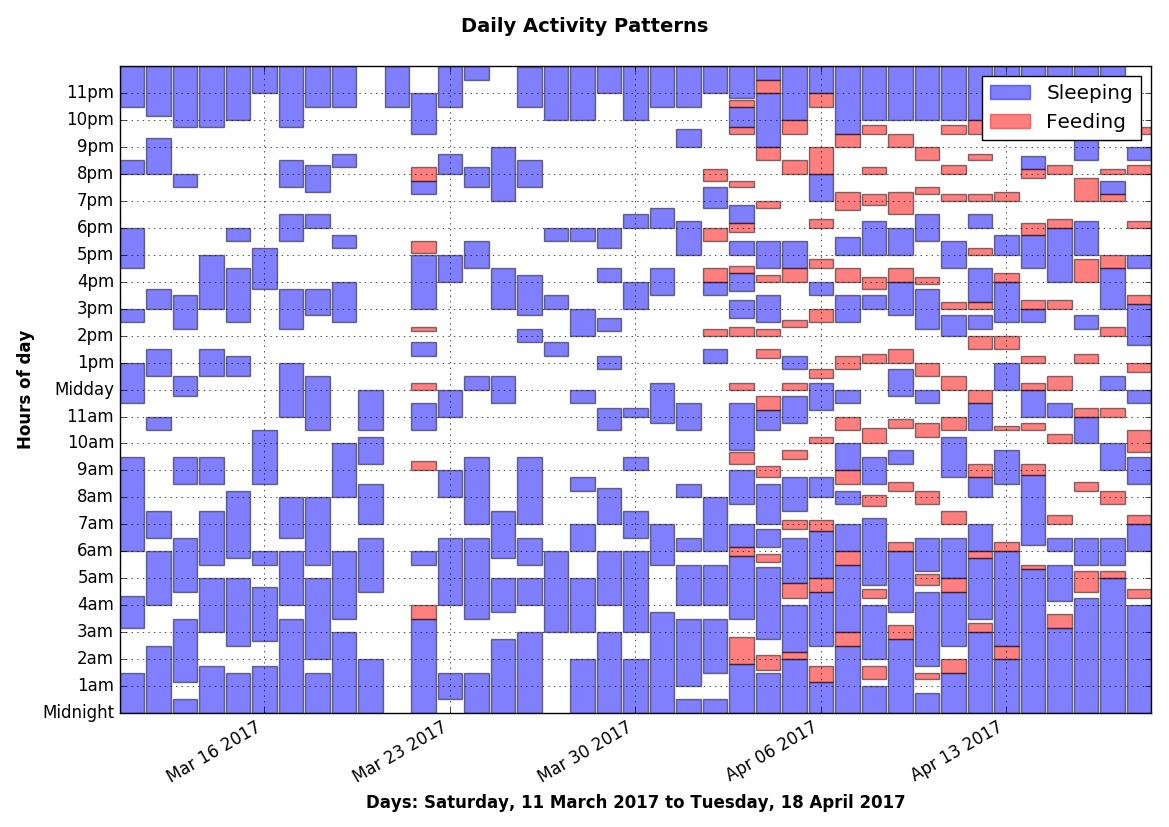 Daily Activity Patterns
Sleeping
Feeding
11pm
10pm
9pm
8pm
7pm
6pm
5pm
4pm
3pm
2pm
1pm
Midday
11am
10am
9am
8am
7am
6am
5am
4am
3am
2am
1am
Midnight
Hours of day
Mar 16 2017
Mar 23 2017
Mar 30 2017
Apr 06 2017
Apr 13 2017
Days: Saturday, 11 March 2017 to Tuesday, 18 April 2017